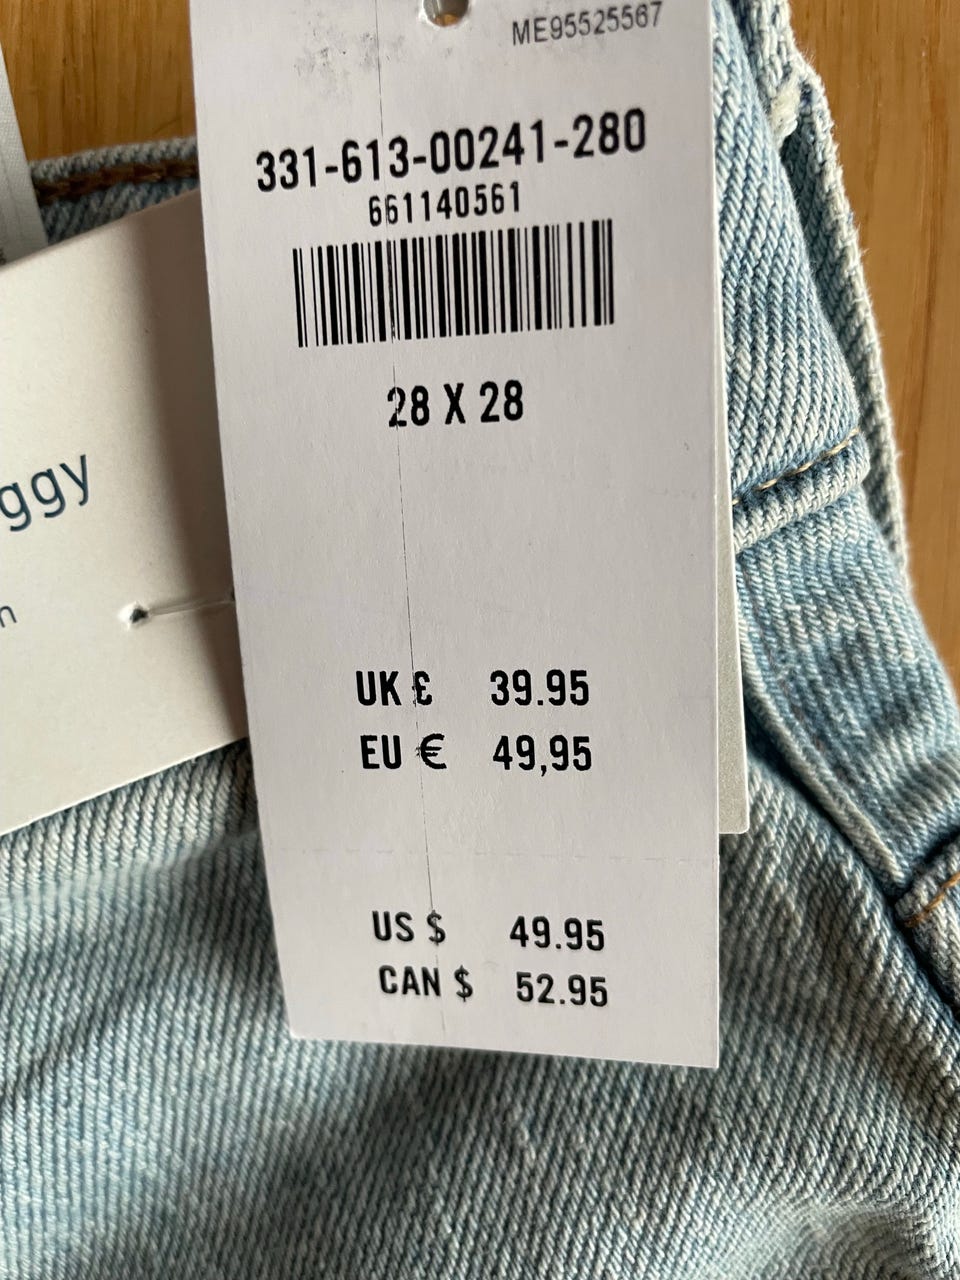 ME95525567
331-613-00241-280
661140561
28 X 28
ggy
n
UK £ 39.95
EU € 49,95
US $ 49.95
CAN $ 52.95